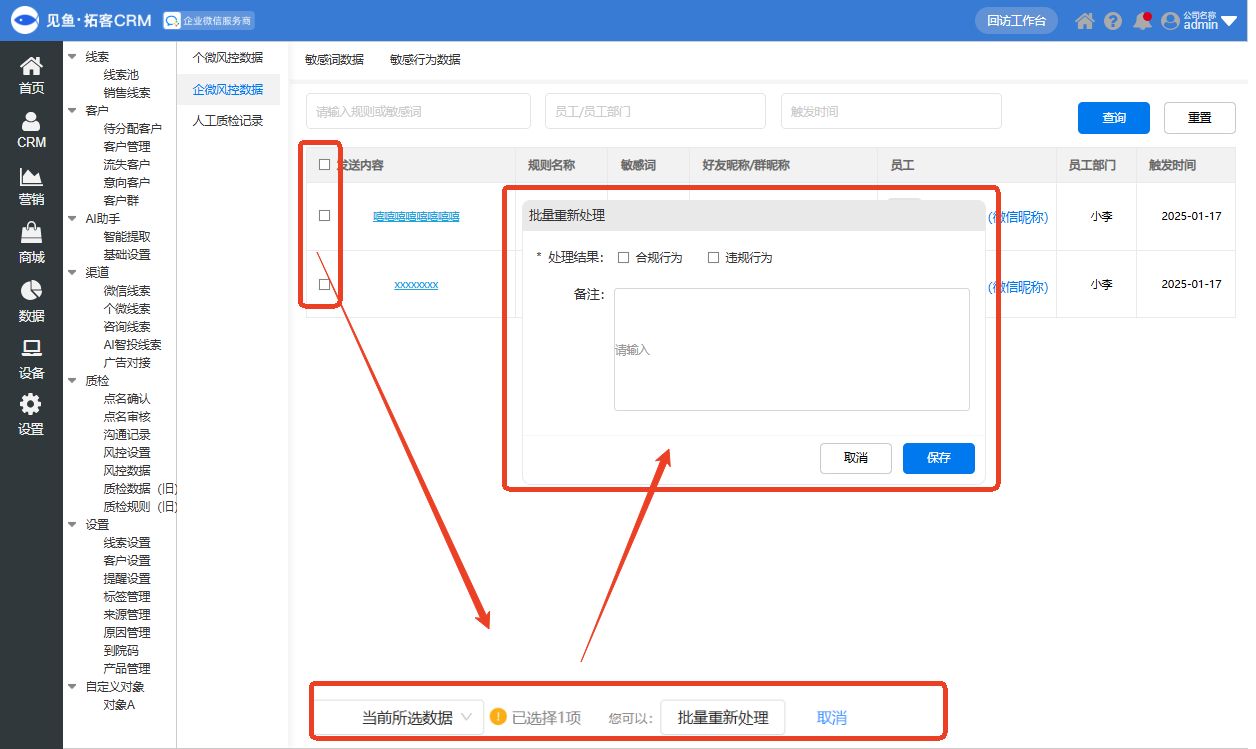 见鱼·拓客CRM
企业微信服务商
回访工作台
公司名称
admin
首页
CRM
营销
商城
数据
设备
设置
线索
线索池
销售线索
客户
待分配客户
客户管理
流失客户
意向客户
客户群
AI助手
智能提取
基础设置
渠道
微信线索
个微线索
咨询线索
AI智投线索
广告对接
质检
点名确认
点名审核
沟通记录
风控设置
风控数据
质检数据（旧）
质检规则（旧）
设置
线索设置
客户设置
提醒设置
标签管理
来源管理
原因管理
到院码
产品管理
自定义对象
对象A
个微风控数据
企微风控数据
人工质检记录
敏感词数据 敏感行为数据
请输入规则或敏感词 员工/员工部门 触发时间 查询 重置
发送内容 规则名称 敏感词 好友昵称/群昵称 员工 员工部门 触发时间
嘻嘻嘻嘻嘻嘻嘻嘻 (微信昵称) 小李 2025-01-17
xxxxxxxx (微信昵称) 小李 2025-01-17
批量重新处理
* 处理结果： 合规行为 违规行为
备注：
请输入
取消 保存
当前所选数据 ! 已选择1项 您可以： 批量重新处理 取消